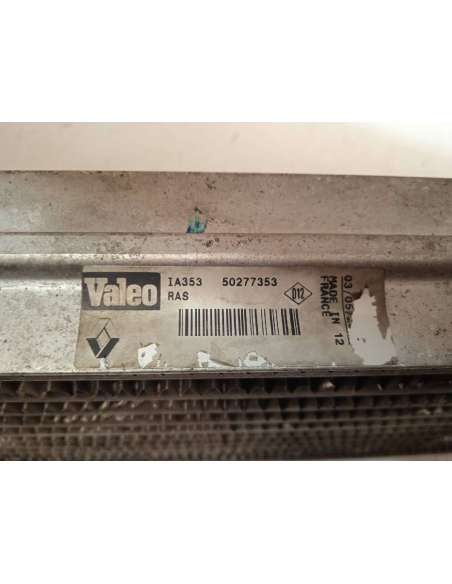 Valeo
IA353 50277353
RAS
D12
03/05/
MADE IN
FRANCE
12